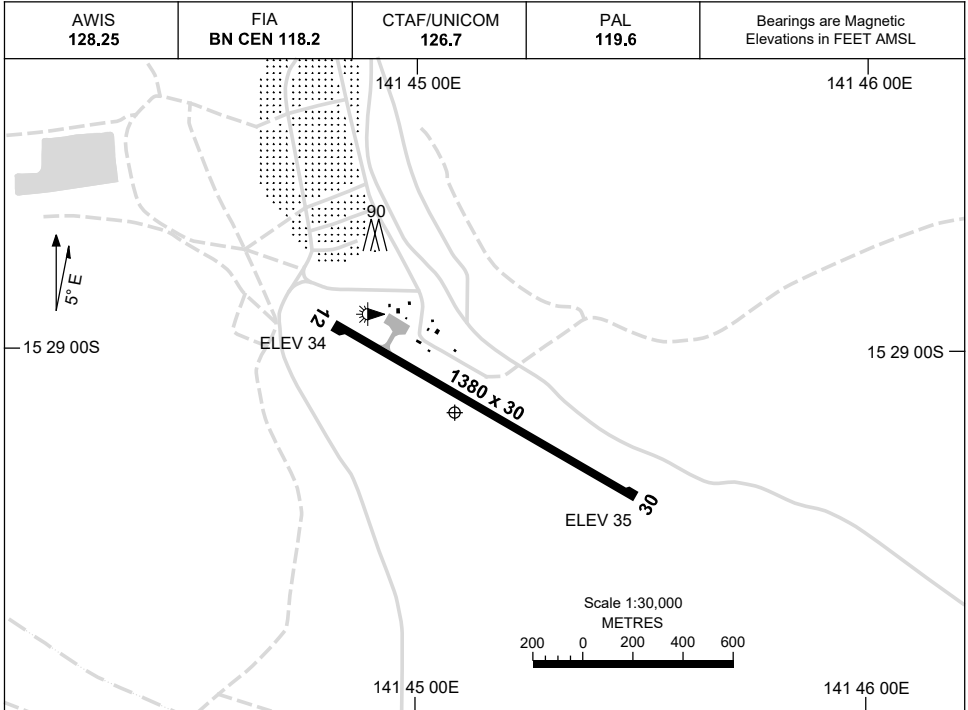 AWIS
128.25
FIA
BN CEN 118.2
CTAF/UNICOM
126.7
PAL
119.6
Bearings are Magnetic
Elevations in FEET AMSL
141 45 00E
141 46 00E
90
5° E
12
ELEV 34
15 29 00S
15 29 00S
1380 x 30
30
ELEV 35
Scale 1:30,000
METRES
200 0 200 400 600
141 45 00E
141 46 00E